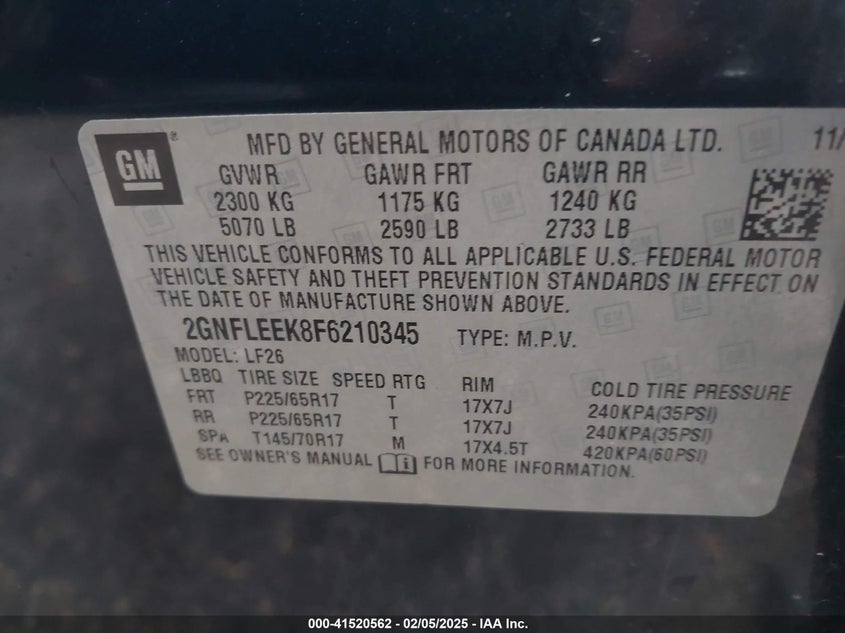 GM ® MFD BY GENERAL MOTORS OF CANADA LTD. 11/
GVWR GAWR FRT GAWR RR
2300 KG 1175 KG 1240 KG
5070 LB 2590 LB 2733 LB
THIS VEHICLE CONFORMS TO ALL APPLICABLE U.S. FEDERAL MOTOR
VEHICLE SAFETY AND THEFT PREVENTION STANDARDS IN EFFECT ON
THE DATE OF MANUFACTURE SHOWN ABOVE.
2GNFLEEK8F6210345 TYPE: M.P.V.
MODEL: LF26
LBBQ TIRE SIZE SPEED RTG RIM COLD TIRE PRESSURE
FRT P225/65R17 T 17X7J 240KPA(35PSI)
RR P225/65R17 T 17X7J 240KPA(35PSI)
SPA T145/70R17 M 17X4.5T 420KPA(60PSI)
SEE OWNER'S MANUAL FOR MORE INFORMATION.
000-41520562 - 02/05/2025 - IAA Inc.